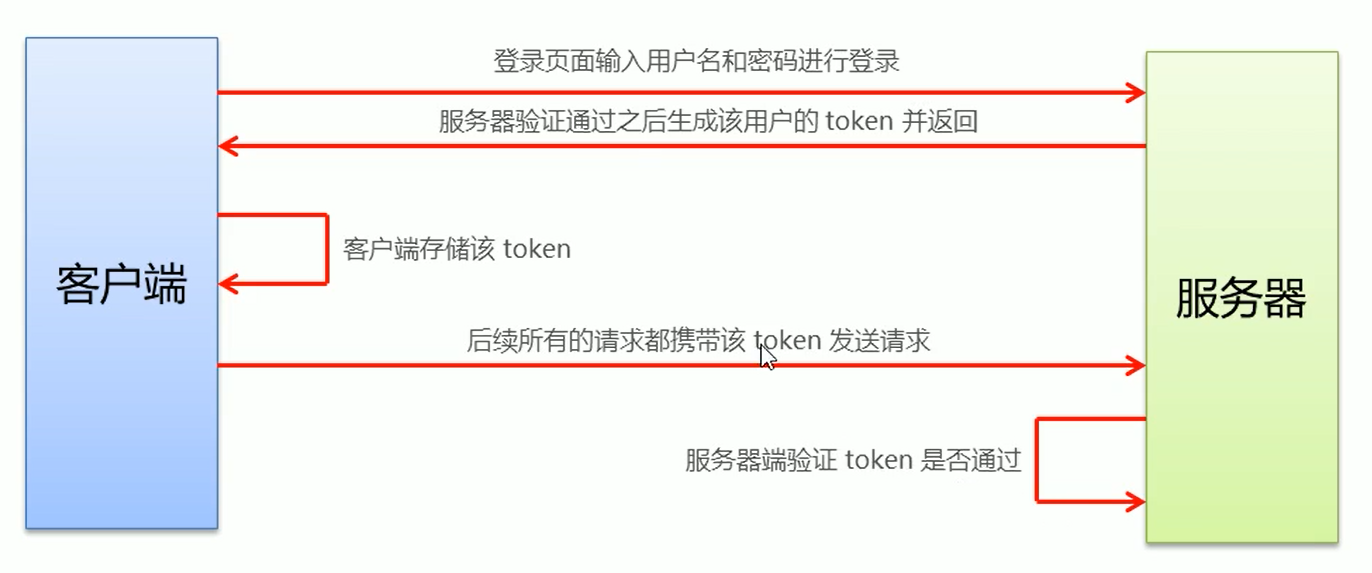 登录页面输入用户名和密码进行登录
服务器验证通过之后生成该用户的 token 并返回
客户端存储该 token
客户端
服务器
后续所有的请求都携带该 token 发送请求
服务器端验证 token 是否通过